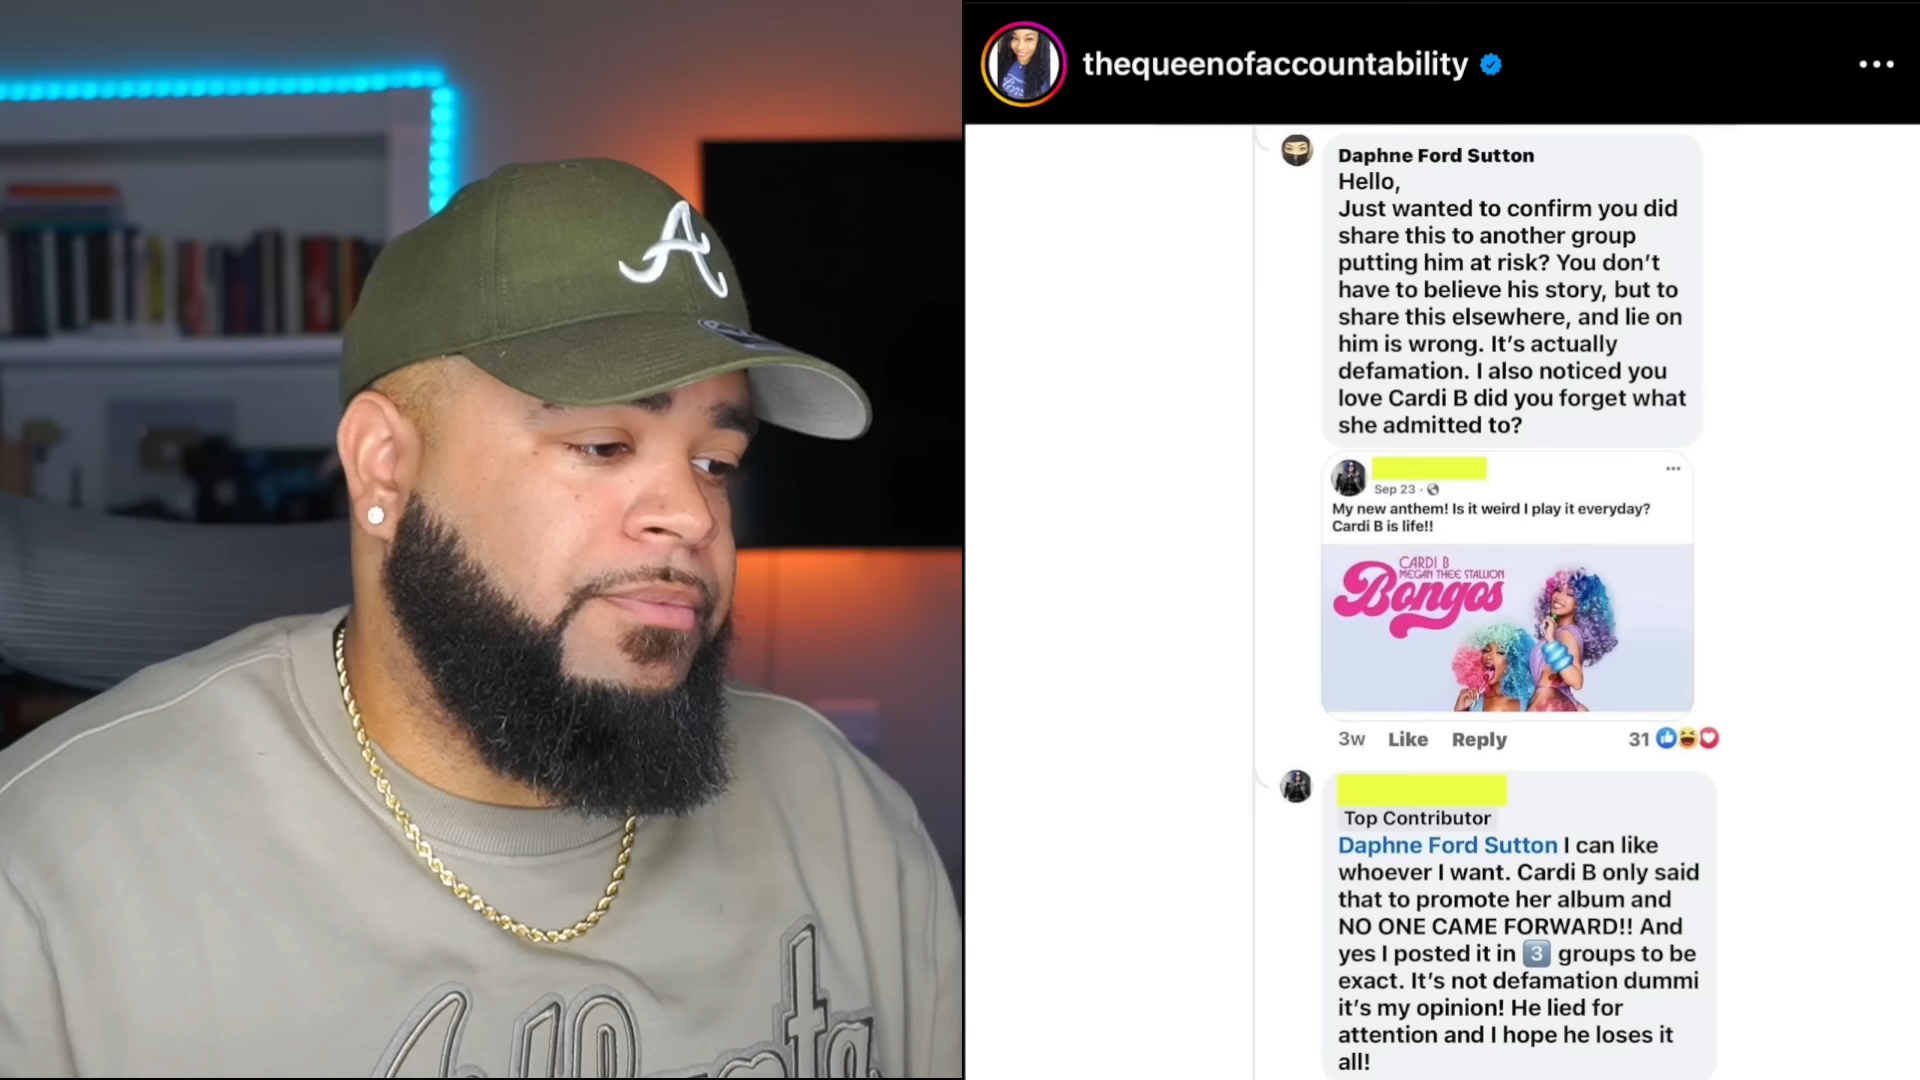 thequeenofaccountability
Daphne Ford Sutton
Hello,
Just wanted to confirm you did
share this to another group
putting him at risk? You don't
have to believe his story, but to
share this elsewhere, and lie on
him is wrong. It's actually
defamation. I also noticed you
love Cardi B did you forget what
she admitted to?
Sep 23
My new anthem! Is it weird I play it everyday?
Cardi B is life!!
CARDI B
MEGAN THEE STALLION
Bongos
3w Like Reply 31
Top Contributor
Daphne Ford Sutton I can like
whoever I want. Cardi B only said
that to promote her album and
NO ONE CAME FORWARD!! And
yes I posted it in 3 groups to be
exact. It's not defamation dummi
it's my opinion! He lied for
attention and I hope he loses it
all!
A
Atlanta